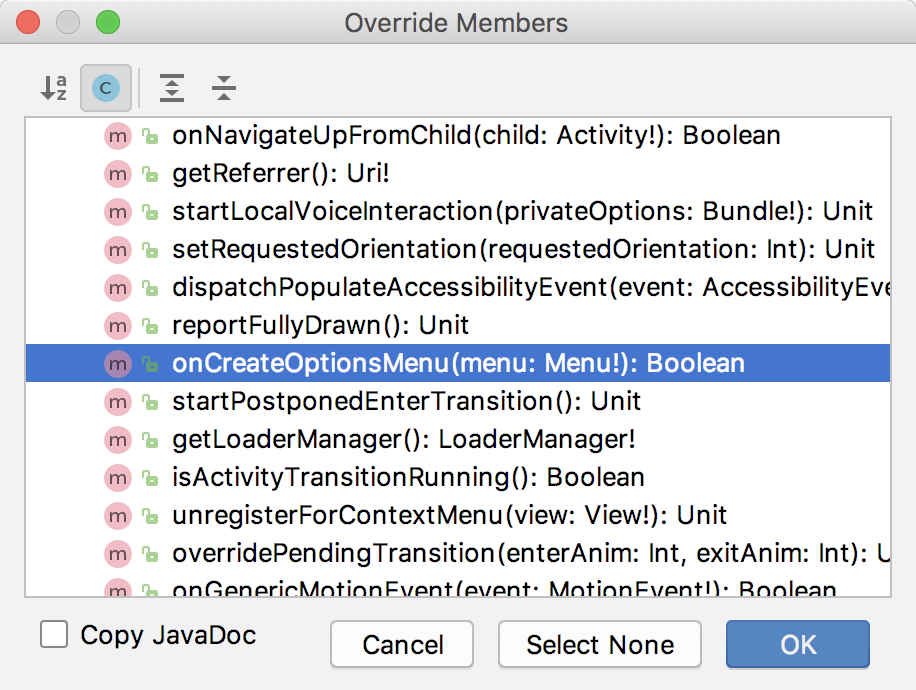 Override Members
a
z
C
m onNavigateUpFromChild(child: Activity!): Boolean
m getReferrer(): Uri!
m startLocalVoiceInteraction(privateOptions: Bundle!): Unit
m setRequestedOrientation(requestedOrientation: Int): Unit
m dispatchPopulateAccessibilityEvent(event: AccessibilityEve
m reportFullyDrawn(): Unit
m onCreateOptionsMenu(menu: Menu!): Boolean
m startPostponedEnterTransition(): Unit
m getLoaderManager(): LoaderManager!
m isActivityTransitionRunning(): Boolean
m unregisterForContextMenu(view: View!): Unit
m overridePendingTransition(enterAnim: Int, exitAnim: Int): U
m onGenericMotionEvent(event: MotionEvent!): Boolean
Copy JavaDoc
Cancel
Select None
OK